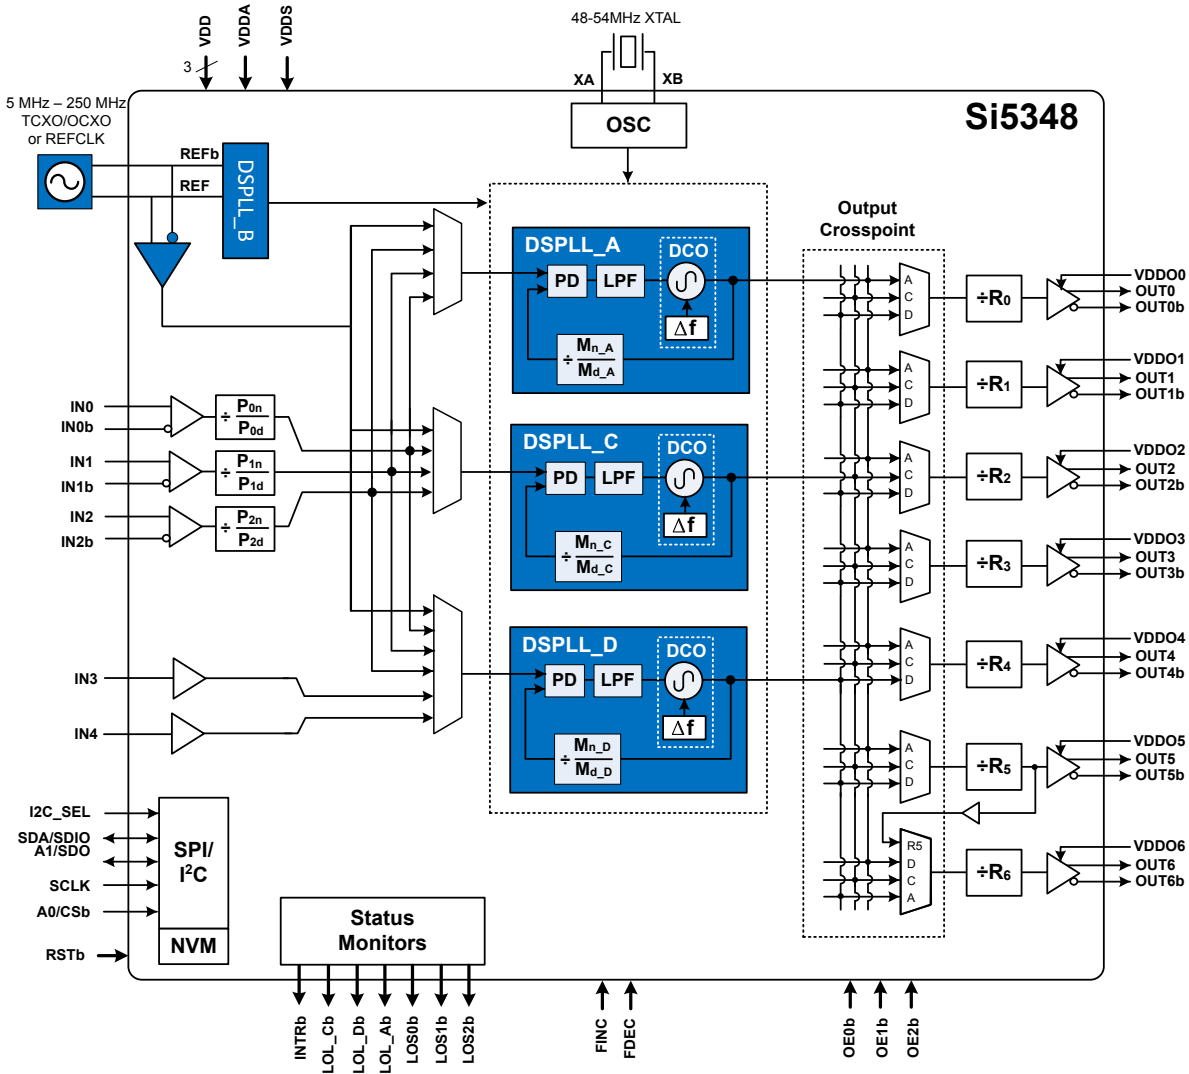 48-54MHz XTAL
XA
XB
OSC
Si5348
VDD
VDDA
VDDS
3
5 MHz – 250 MHz
TCXO/OCXO
or REFCLK
REFb
REF
DSPLL_B
Output
Crosspoint
DSPLL_A
DCO
PD
LPF
Δf
÷ Mn_A
Md_A
DSPLL_C
DCO
PD
LPF
Δf
÷ Mn_C
Md_C
DSPLL_D
DCO
PD
LPF
Δf
÷ Mn_D
Md_D
IN0
IN0b
÷ P0n
P0d
IN1
IN1b
÷ P1n
P1d
IN2
IN2b
÷ P2n
P2d
IN3
IN4
A
C
D
÷R0
VDDO0
OUT0
OUT0b
A
C
D
÷R1
VDDO1
OUT1
OUT1b
A
C
D
÷R2
VDDO2
OUT2
OUT2b
A
C
D
÷R3
VDDO3
OUT3
OUT3b
A
C
D
÷R4
VDDO4
OUT4
OUT4b
A
C
D
÷R5
VDDO5
OUT5
OUT5b
R5
D
C
A
÷R6
VDDO6
OUT6
OUT6b
I2C_SEL
SDA/SDIO
A1/SDO
SCLK
A0/CSb
RSTb
SPI/
I²C
NVM
Status
Monitors
INTRb
LOL_Cb
LOL_Db
LOL_Ab
LOS0b
LOS1b
LOS2b
FINC
FDEC
OE0b
OE1b
OE2b